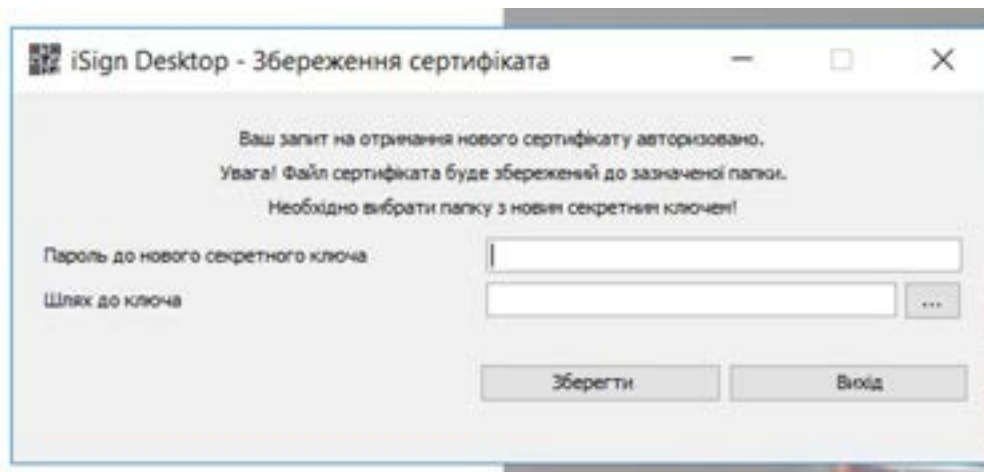 iSign Desktop - Збереження сертифіката
Ваш запит на отримання нового сертифікату авторизовано.
Увага! Файл сертифіката буде збережений до зазначеної папки.
Необхідно вибрати папку з новим секретним ключем!
Пароль до нового секретного ключа
Шлях до ключа
...
Зберегти
Вихід